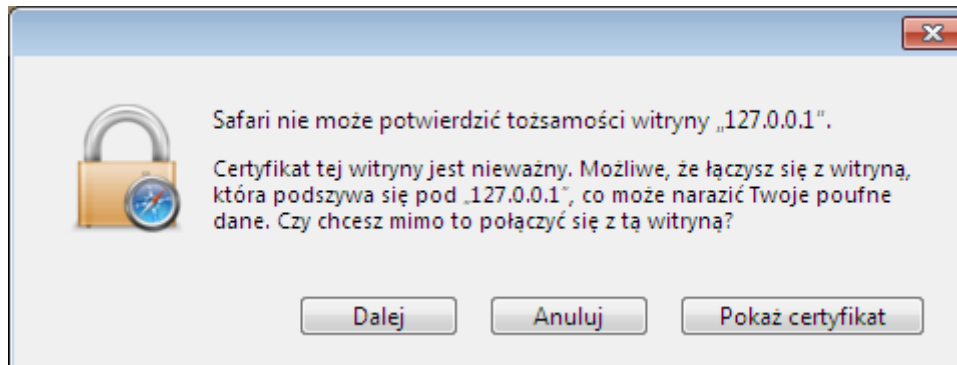 Safari nie może potwierdzić tożsamości witryny „127.0.0.1”.
Certyfikat tej witryny jest nieważny. Możliwe, że łączysz się z witryną,
która podszywa się pod „127.0.0.1”, co może narazić Twoje poufne
dane. Czy chcesz mimo to połączyć się z tą witryną?
Dalej Anuluj Pokaż certyfikat